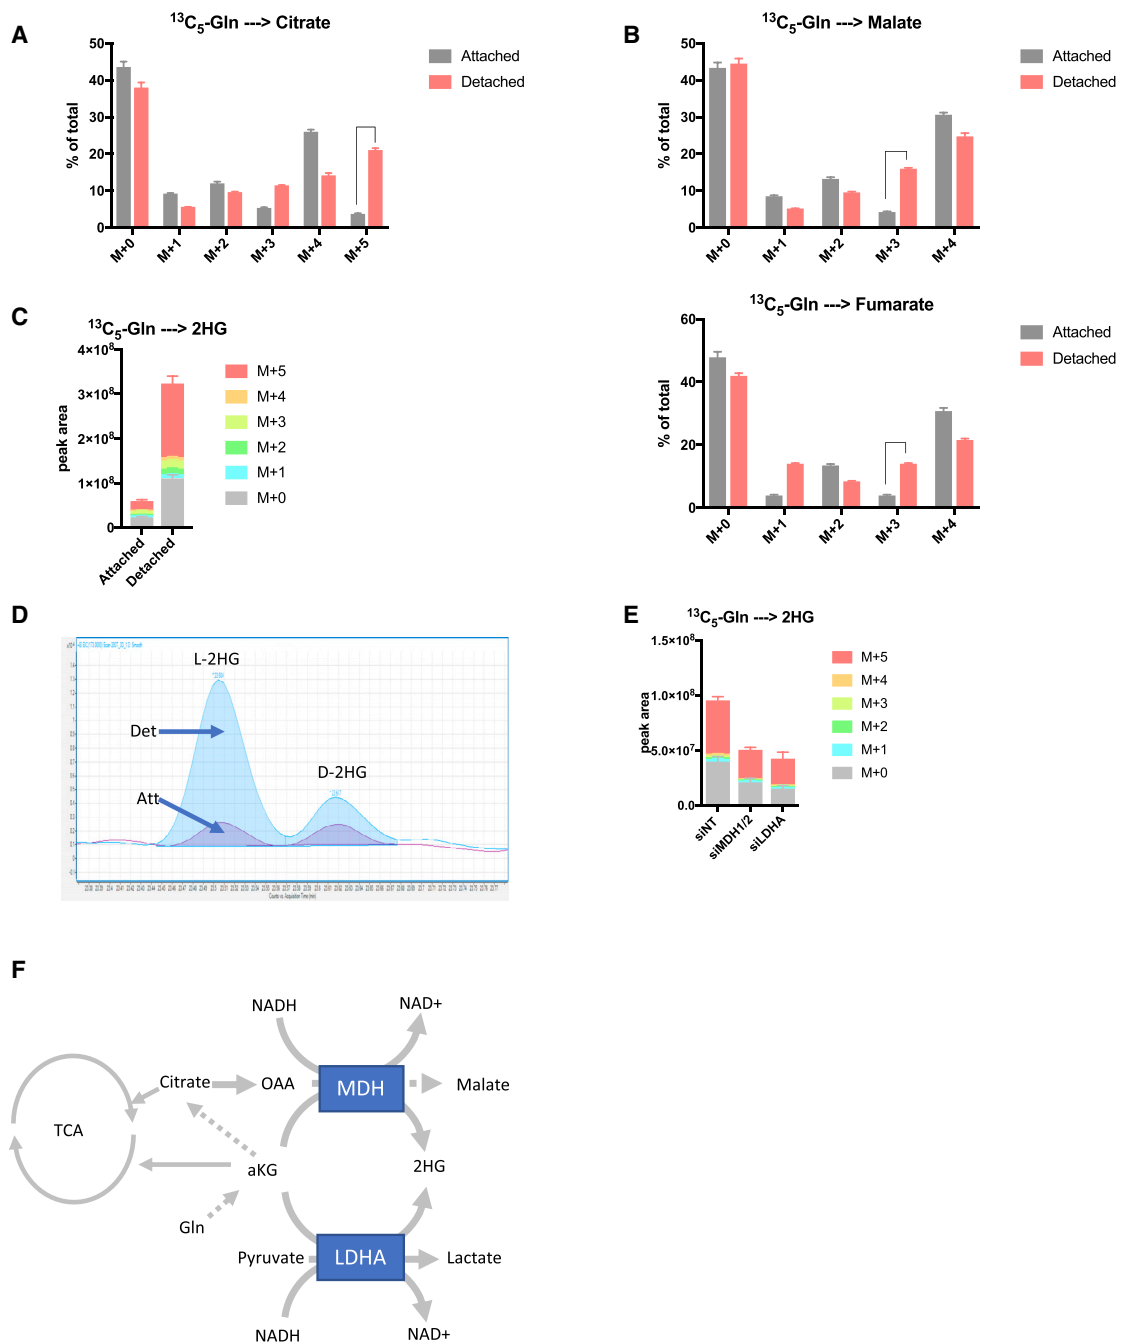 A
¹³C₅-Gln ---> Citrate
50
40
30
20
10
0
% of total
Attached
Detached
M+0
M+1
M+2
M+3
M+4
M+5
B
¹³C₅-Gln ---> Malate
50
40
30
20
10
0
% of total
Attached
Detached
M+0
M+1
M+2
M+3
M+4
¹³C₅-Gln ---> Fumarate
60
40
20
0
% of total
Attached
Detached
M+0
M+1
M+2
M+3
M+4
C
¹³C₅-Gln ---> 2HG
4×10⁸
3×10⁸
2×10⁸
1×10⁸
0
peak area
M+5
M+4
M+3
M+2
M+1
M+0
Attached
Detached
D
L-2HG
Det
D-2HG
Att
Counts vs. Acquisition Time (min)
E
¹³C₅-Gln ---> 2HG
1.5×10⁸
1.0×10⁸
5.0×10⁷
0.0
peak area
M+5
M+4
M+3
M+2
M+1
M+0
siNT
siMDH1/2
siLDHA
F
NADH
NAD+
Citrate
OAA
MDH
Malate
TCA
aKG
2HG
Gln
Pyruvate
LDHA
Lactate
NADH
NAD+